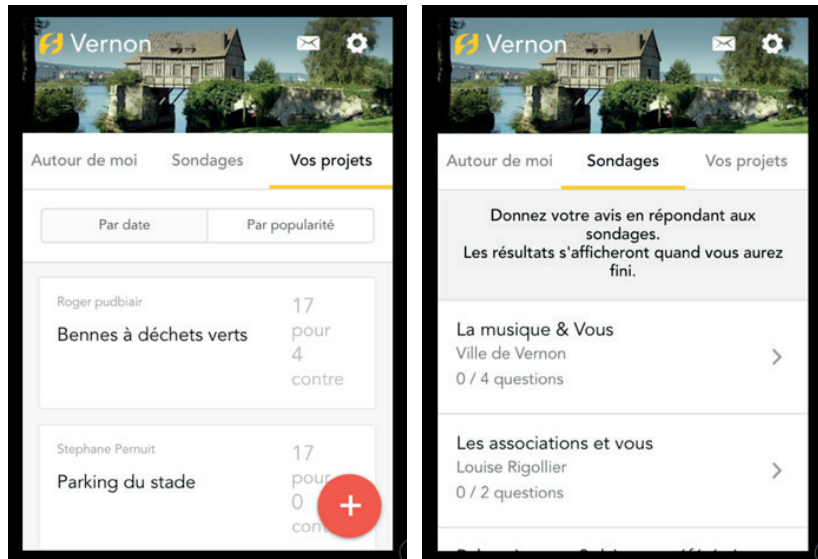 Vernon
Autour de moi Sondages Vos projets
Par date Par popularité
Roger pudbiair
Bennes à déchets verts
17
pour
4
contre
Stephane Pernuit
Parking du stade
17
pour
0
+
Vernon
Autour de moi Sondages Vos projets
Donnez votre avis en répondant aux
sondages.
Les résultats s'afficheront quand vous aurez
fini.
La musique & Vous
Ville de Vernon
0 / 4 questions
Les associations et vous
Louise Rigollier
0 / 2 questions